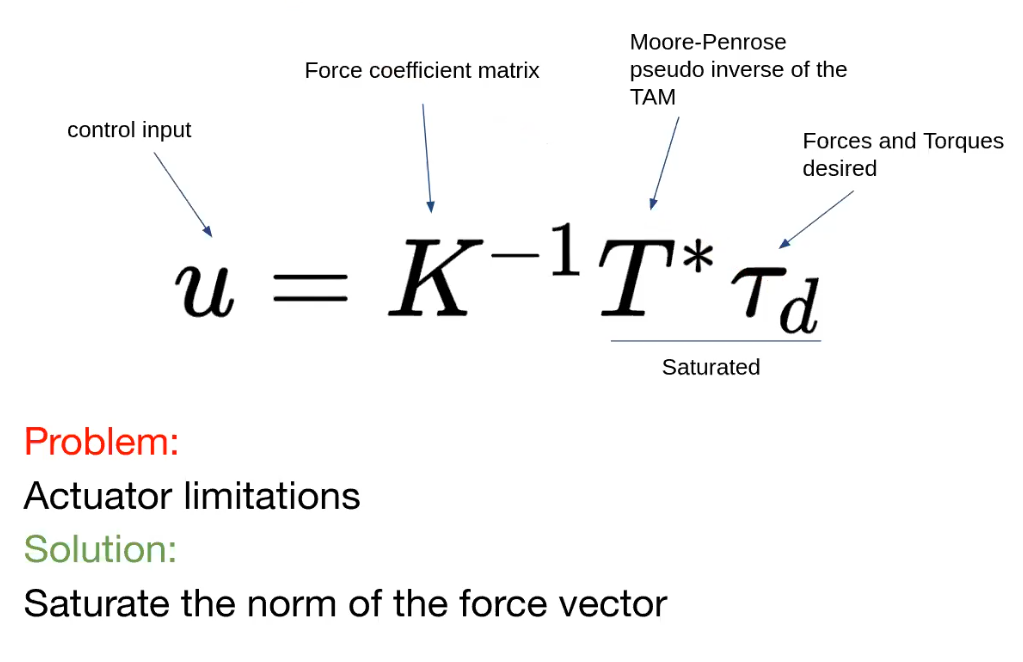 Moore-Penrose
pseudo inverse of the
TAM
Force coefficient matrix
control input
Forces and Torques
desired
u = K⁻¹T*τ_d
Saturated
Problem:
Actuator limitations
Solution:
Saturate the norm of the force vector